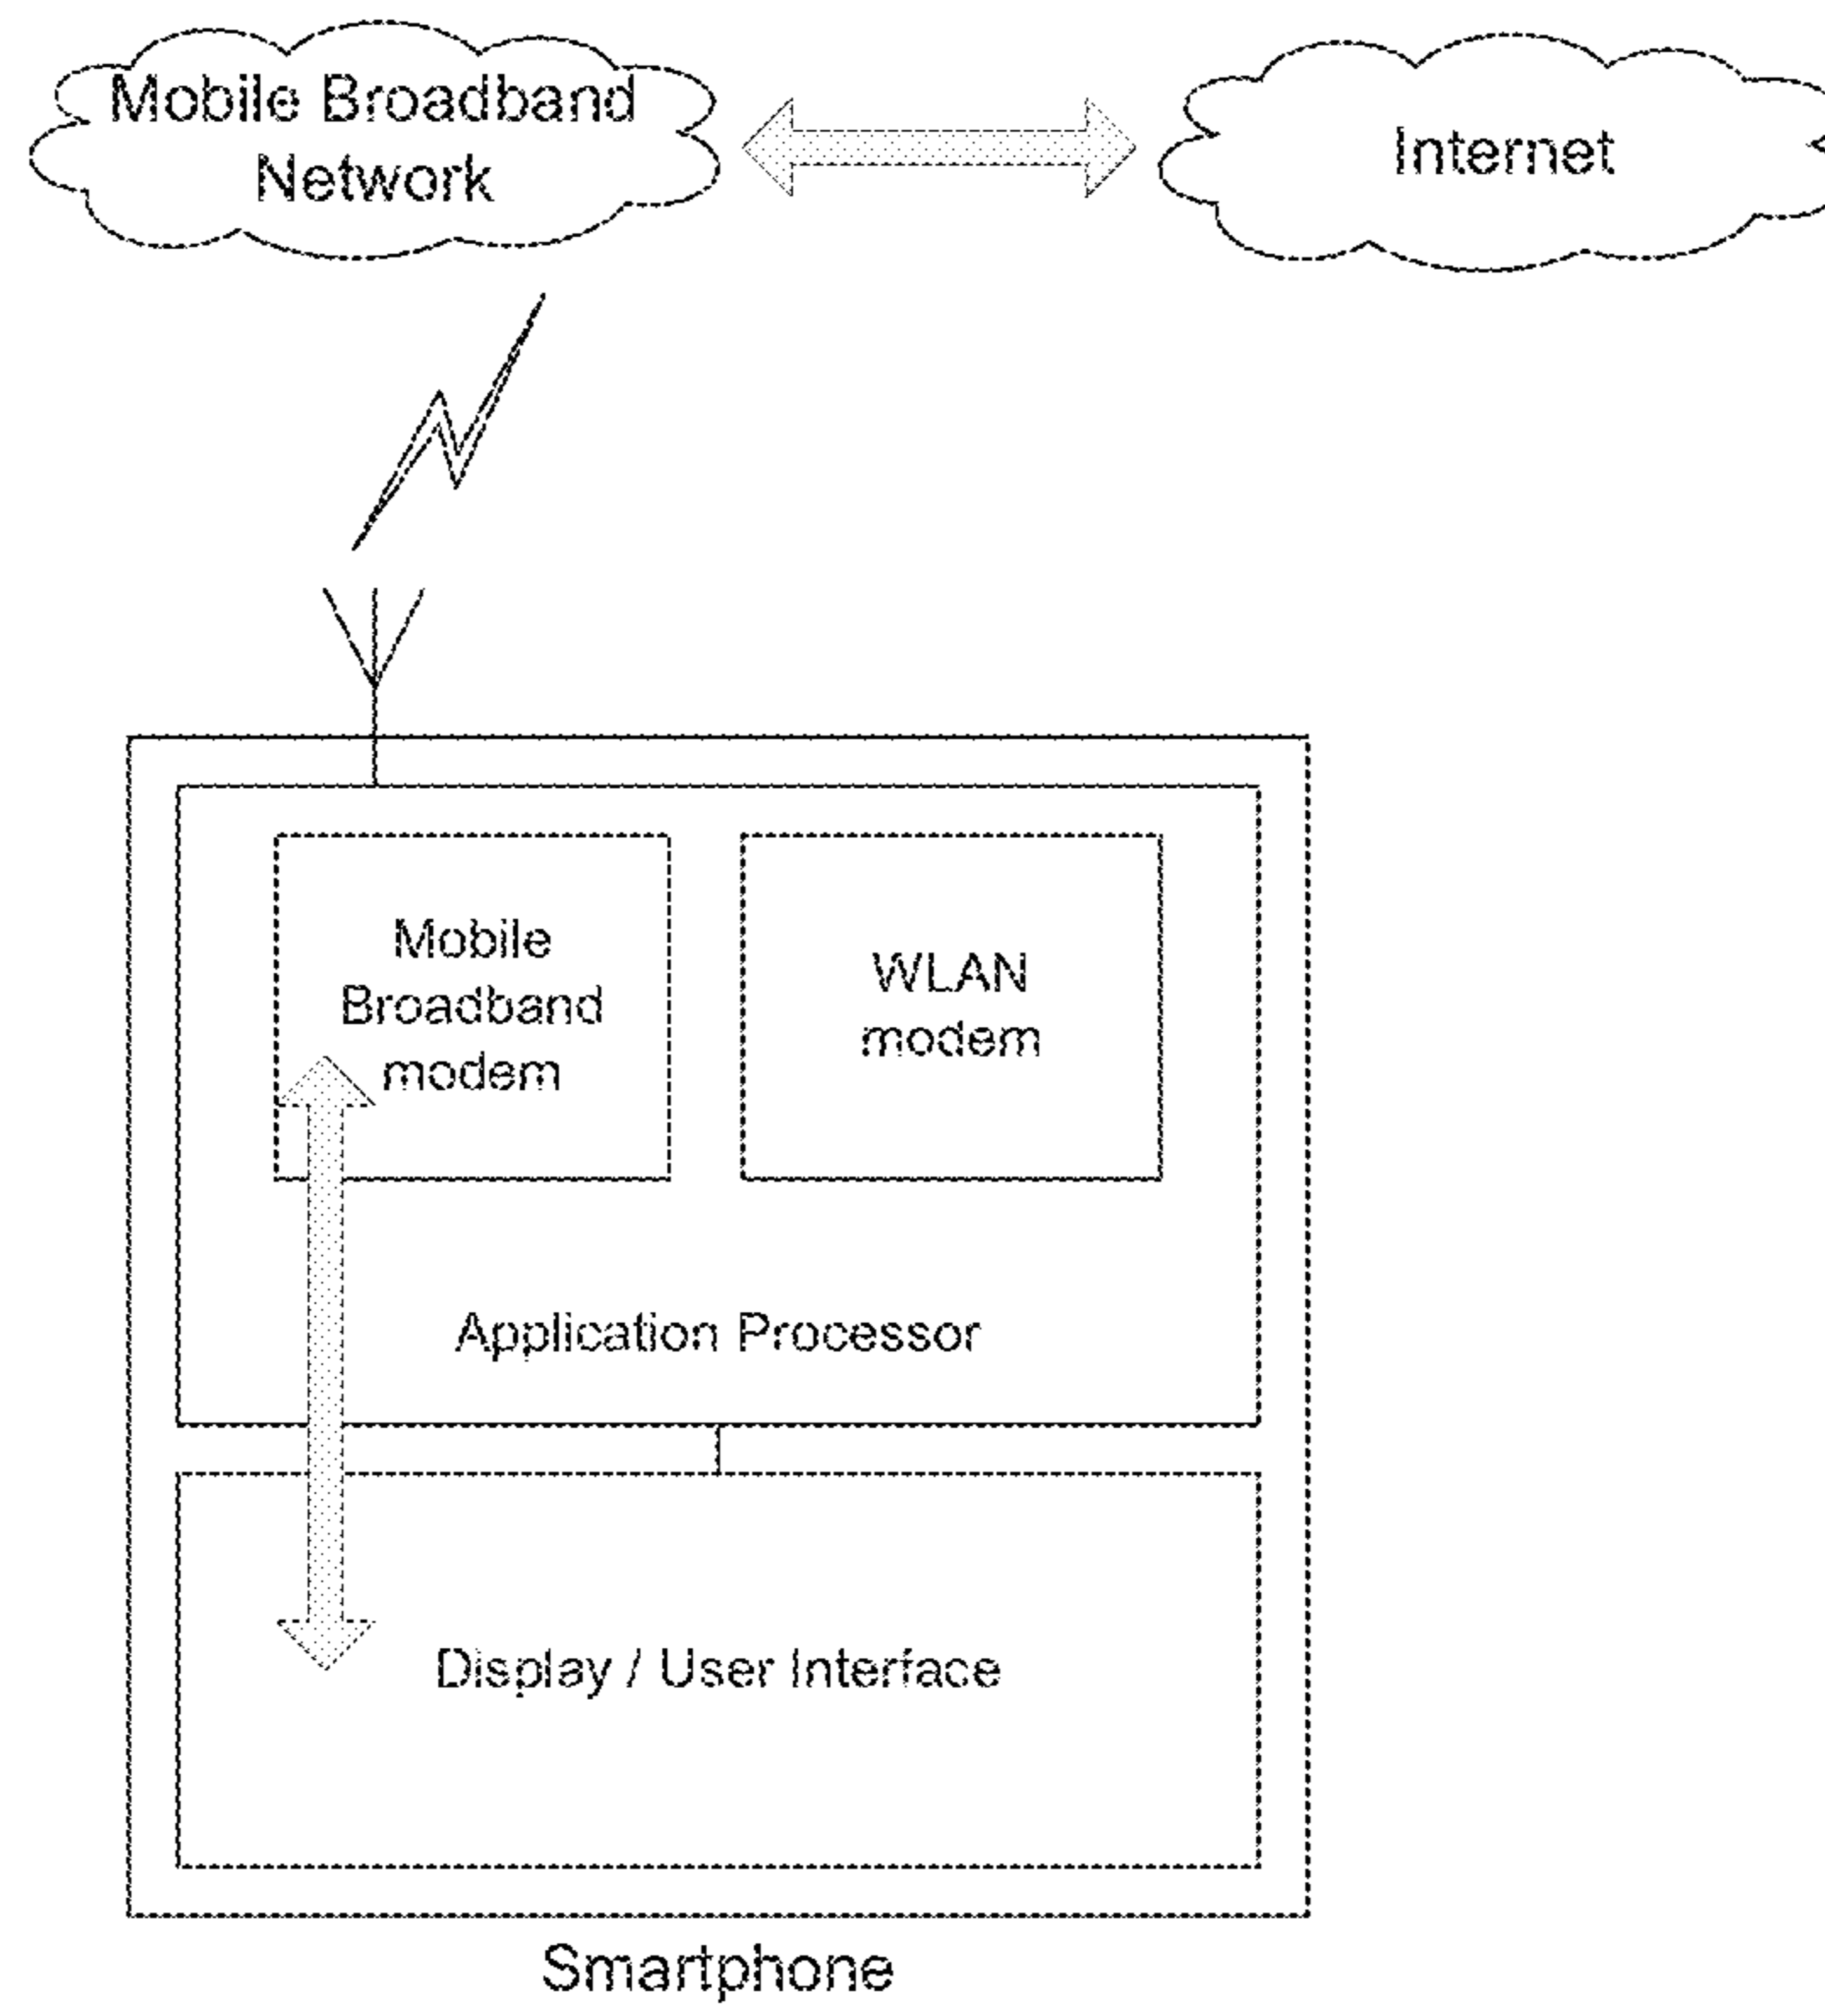 Mobile Broadband
Network
Internet
Mobile
Broadband
modem
WLAN
modem
Application Processor
Display / User Interface
Smartphone